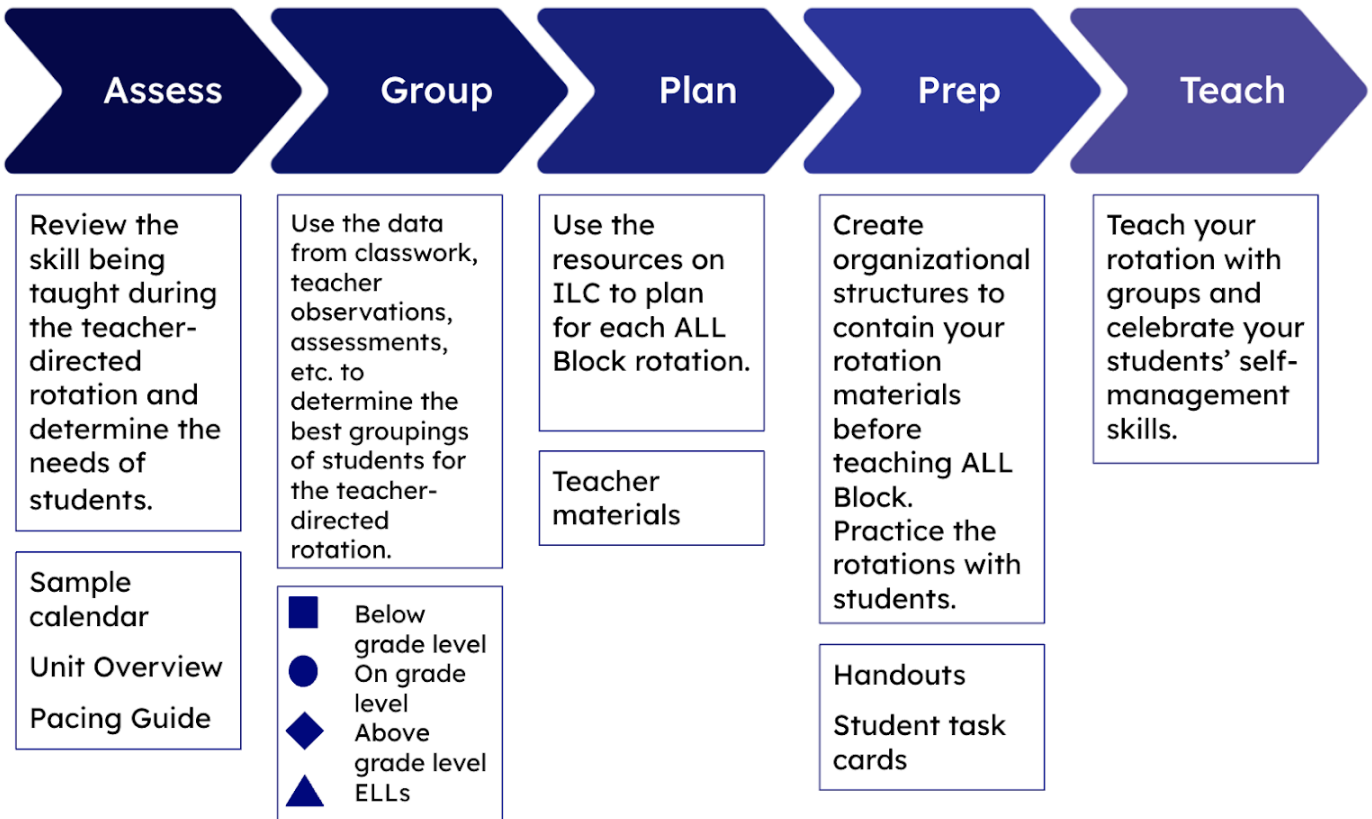 Assess
Group
Plan
Prep
Teach
Review the
skill being
taught during
the teacher-
directed
rotation and
determine the
needs of
students.
Sample
calendar
Unit Overview
Pacing Guide
Use the data
from classwork,
teacher
observations,
assessments,
etc. to
determine the
best groupings
of students for
the teacher-
directed
rotation.
Below
grade level
On grade
level
Above
grade level
ELLs
Use the
resources on
ILC to plan
for each ALL
Block rotation.
Teacher
materials
Create
organizational
structures to
contain your
rotation
materials
before
teaching ALL
Block.
Practice the
rotations with
students.
Handouts
Student task
cards
Teach your
rotation with
groups and
celebrate your
students’ self-
management
skills.